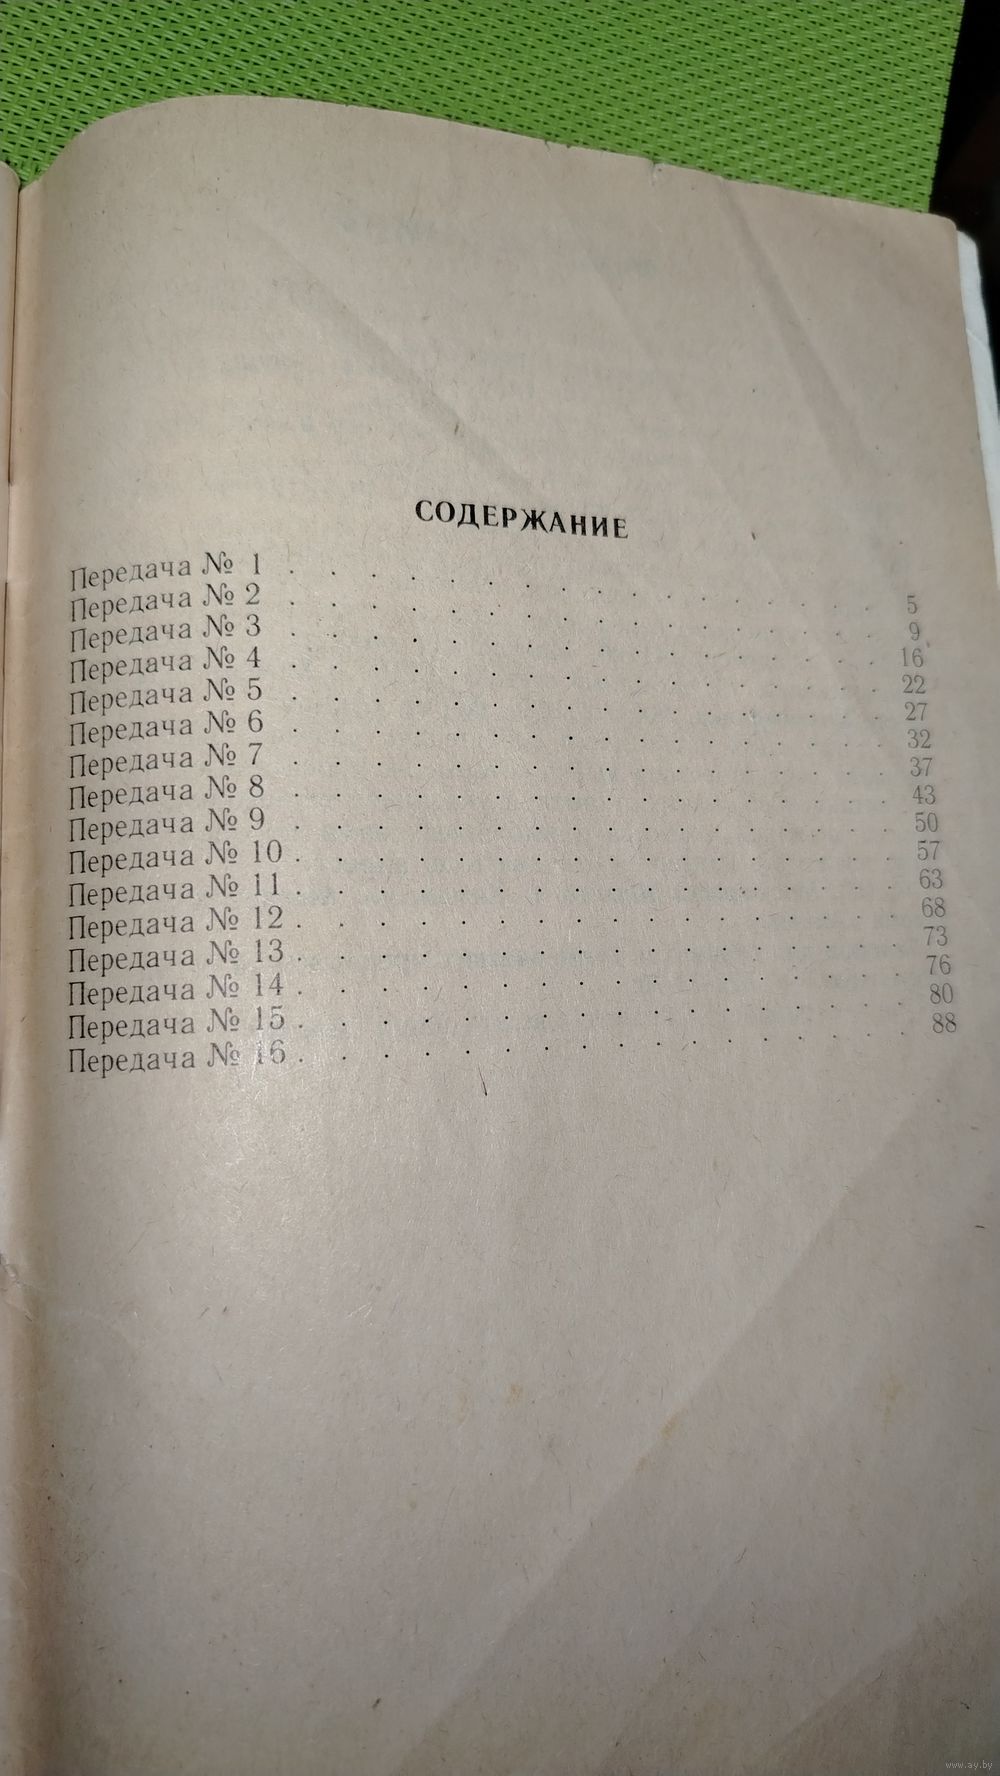 СОДЕРЖАНИЕ
Передача № 1 . . . . . . . . . . . . . . 5
Передача № 2 . . . . . . . . . . . . . . 9
Передача № 3 . . . . . . . . . . . . . . 16
Передача № 4 . . . . . . . . . . . . . . 22
Передача № 5 . . . . . . . . . . . . . . 27
Передача № 6 . . . . . . . . . . . . . . 32
Передача № 7 . . . . . . . . . . . . . . 37
Передача № 8 . . . . . . . . . . . . . . 43
Передача № 9 . . . . . . . . . . . . . . 50
Передача № 10 . . . . . . . . . . . . . . 57
Передача № 11 . . . . . . . . . . . . . . 63
Передача № 12 . . . . . . . . . . . . . . 68
Передача № 13 . . . . . . . . . . . . . . 73
Передача № 14 . . . . . . . . . . . . . . 76
Передача № 15 . . . . . . . . . . . . . . 80
Передача № 16 . . . . . . . . . . . . . . 88
www.ay.by